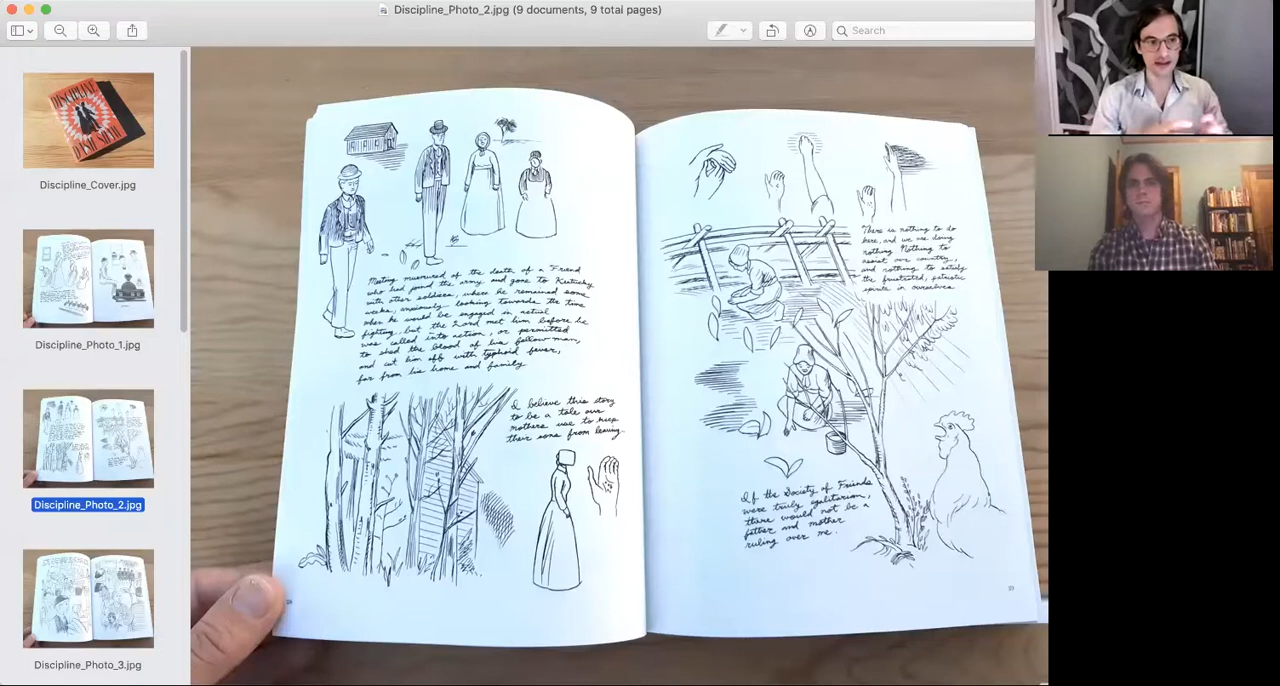 Discipline_Photo_2.jpg (9 documents, 9 total pages)
Search
DISCIPLINE
DASH SHAW
Discipline_Cover.jpg
Discipline_Photo_1.jpg
Discipline_Photo_2.jpg
Discipline_Photo_3.jpg
Meeting murmured of the death of a Friend
who had joined the army and gone to Kentucky
with other soldiers, where he remained some
weeks, anxiously looking towards the time
when he would be engaged in actual
fighting, but the Lord met him before he
was called into action, or permitted
to shed the blood of his fellow man,
and cut him off with typhoid fever,
far from his home and family
I believe this story
to be a tale our
mothers use to keep
their sons from leaving.
There is nothing to do
here, and we are doing
nothing. Nothing to
assist our country,
and nothing to satisfy
the frustrated, patriotic
spirits in ourselves
If the Society of Friends
were truly egalitarian,
there would not be a
father and mother
ruling over me.